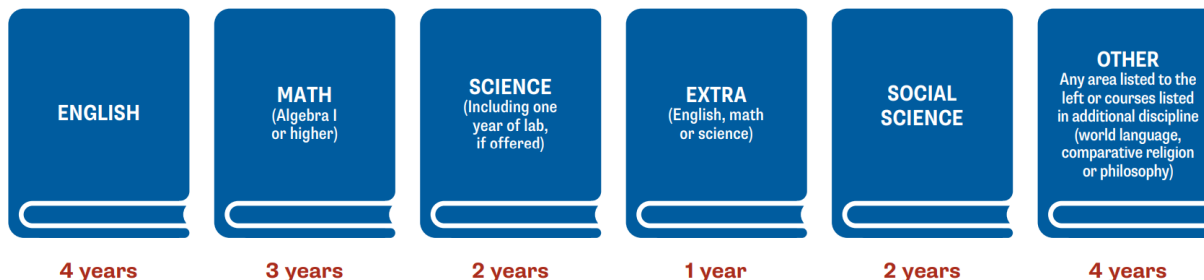 ENGLISH
4 years
MATH
(Algebra I
or higher)
3 years
SCIENCE
(Including one
year of lab,
if offered)
2 years
EXTRA
(English, math
or science)
1 year
SOCIAL
SCIENCE
2 years
OTHER
Any area listed to the
left or courses listed
in additional discipline
(world language,
comparative religion
or philosophy)
4 years